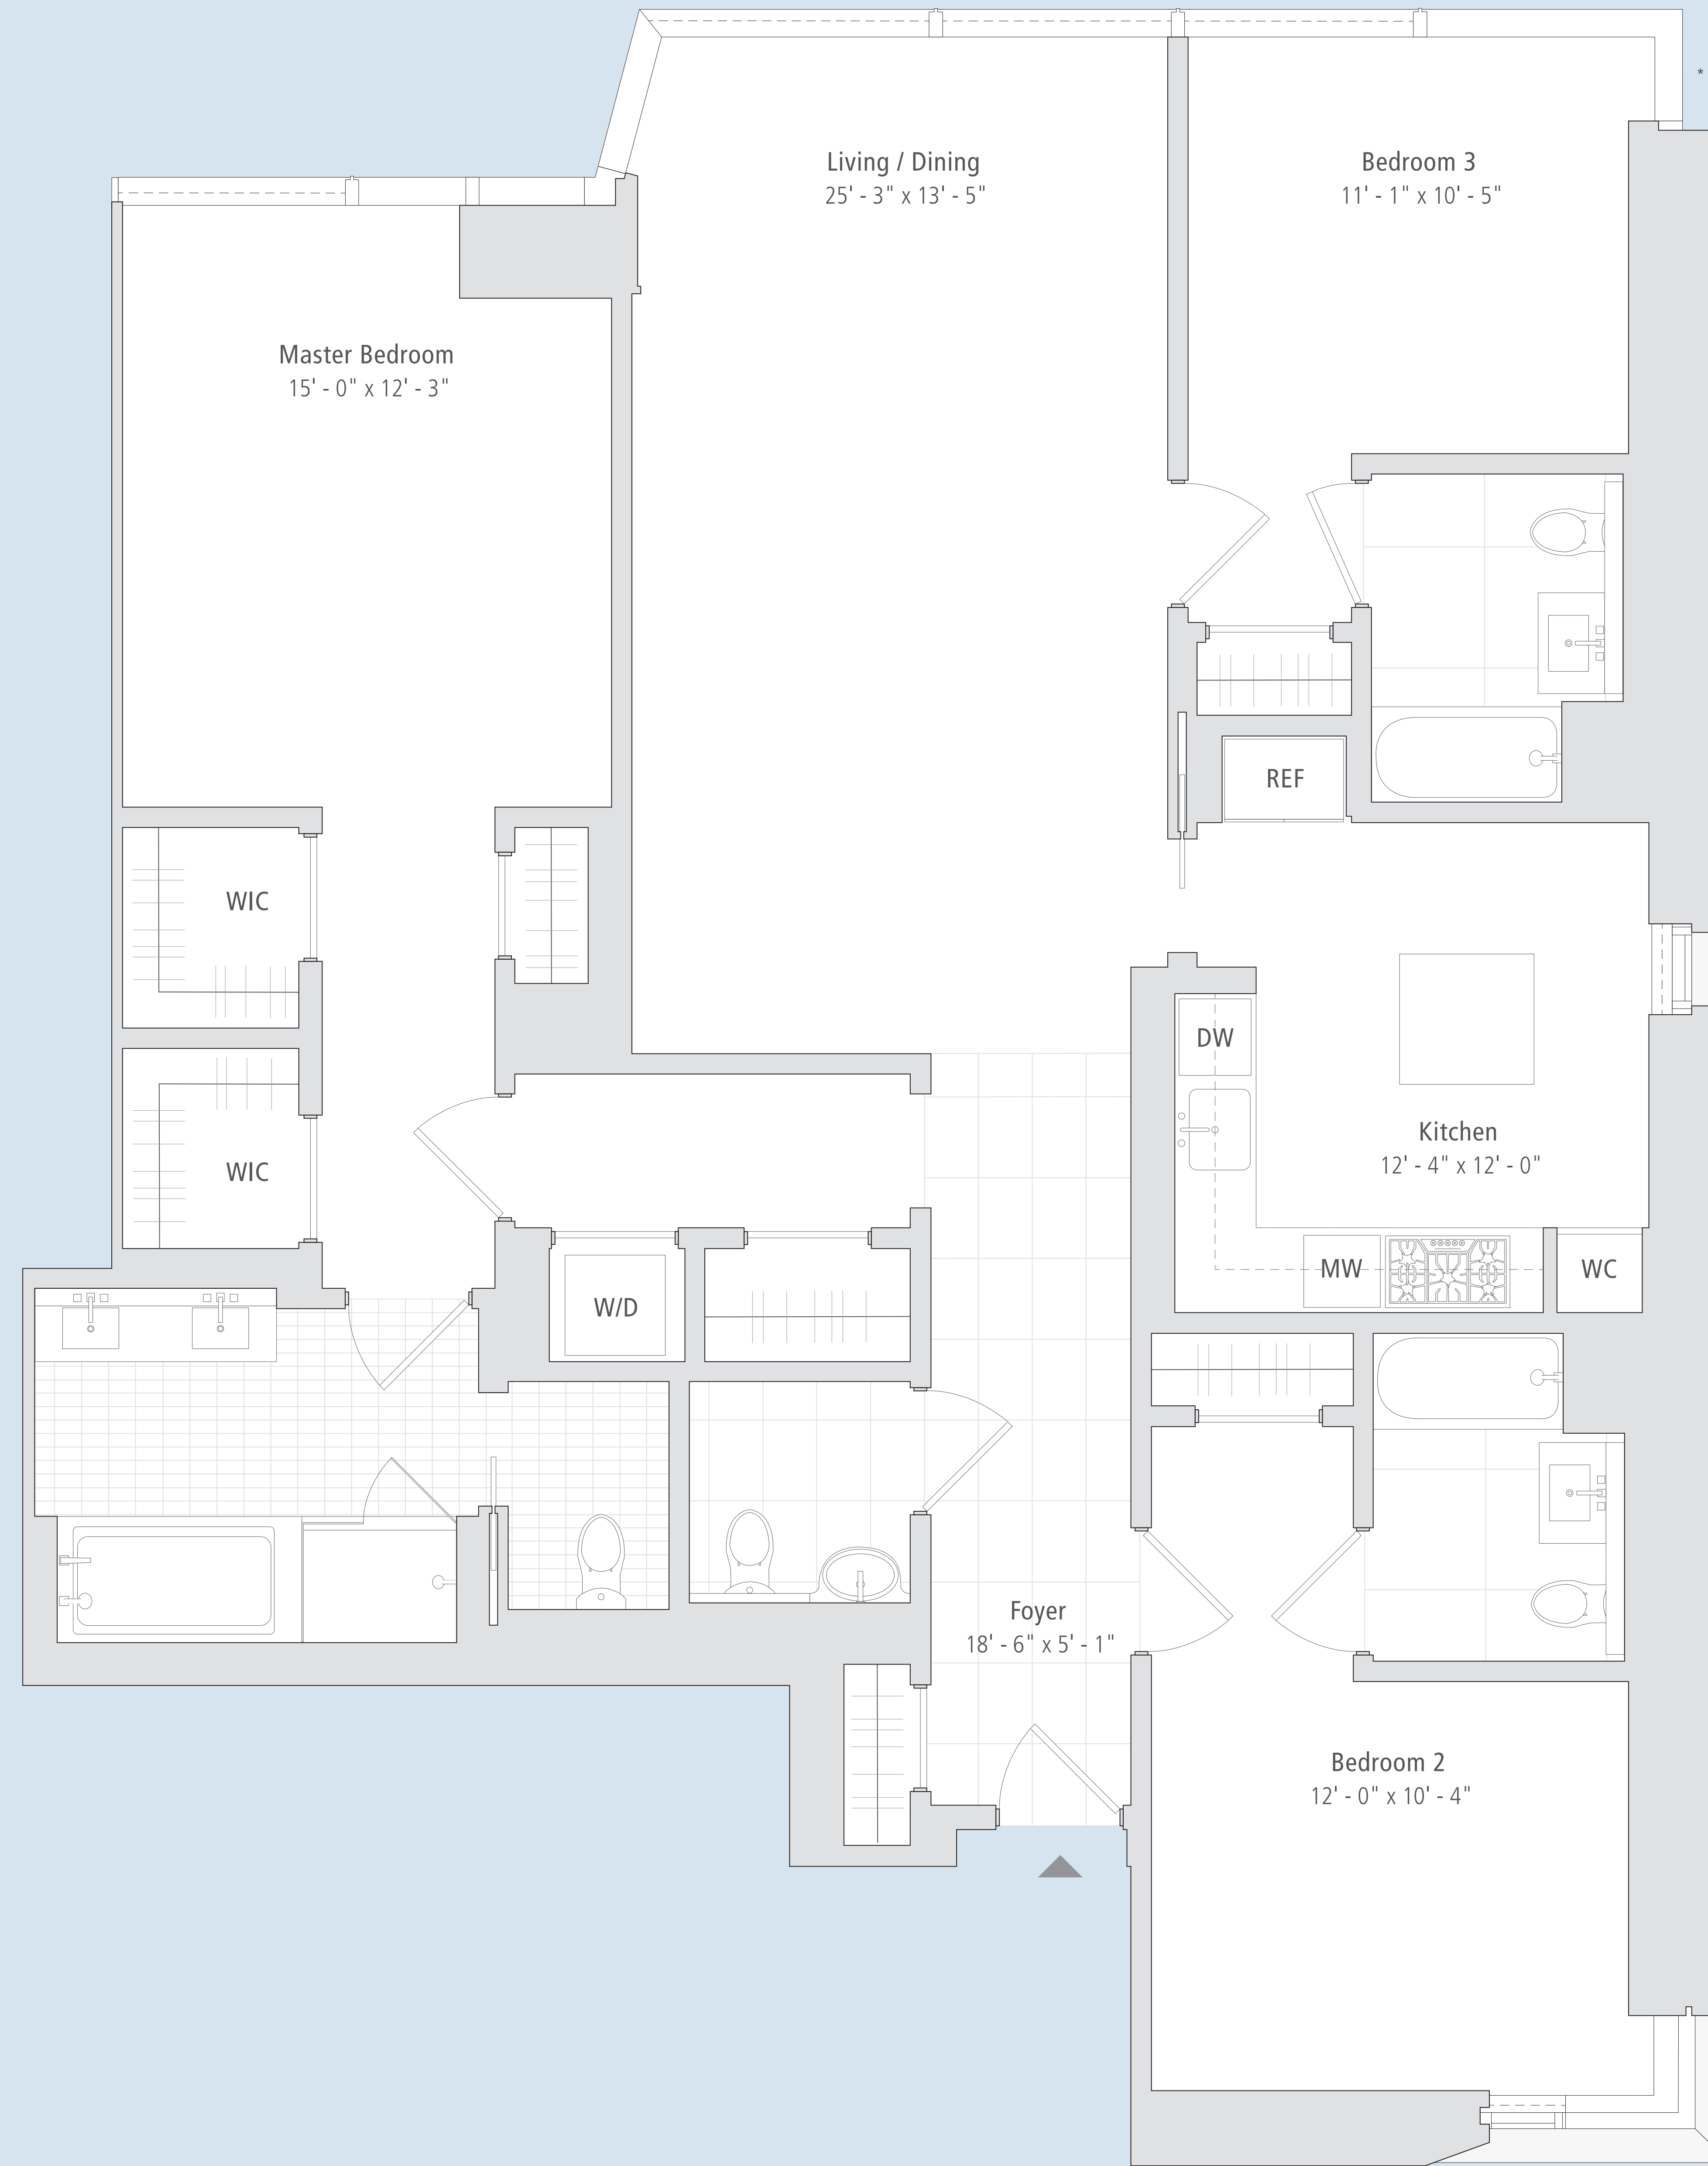 *
Living / Dining
25' - 3" x 13' - 5"
Bedroom 3
11' - 1" x 10' - 5"
Master Bedroom
15' - 0" x 12' - 3"
REF
WIC
DW
Kitchen
12' - 4" x 12' - 0"
WIC
MW
WC
W/D
Foyer
18' - 6" x 5' - 1"
Bedroom 2
12' - 0" x 10' - 4"